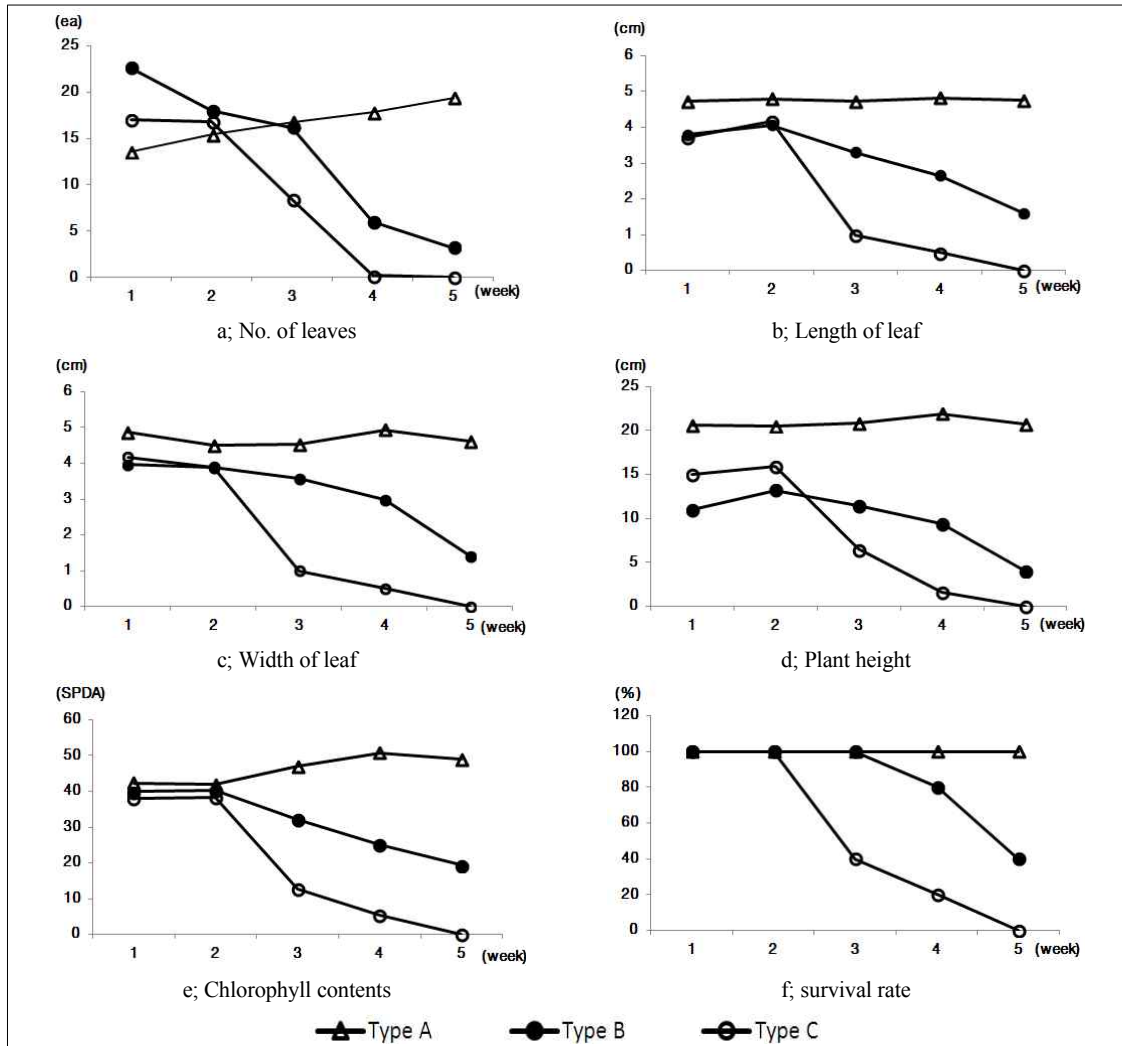 (ea)
25
20
15
10
5
0
1 2 3 4 5 (week)
a; No. of leaves
(cm)
6
5
4
3
2
1
0
1 2 3 4 5 (week)
b; Length of leaf
(cm)
6
5
4
3
2
1
0
1 2 3 4 5 (week)
c; Width of leaf
(cm)
25
20
15
10
5
0
1 2 3 4 5 (week)
d; Plant height
(SPDA)
60
50
40
30
20
10
0
1 2 3 4 5 (week)
e; Chlorophyll contents
(%)
120
100
80
60
40
20
0
1 2 3 4 5 (week)
f; survival rate
Type A Type B Type C